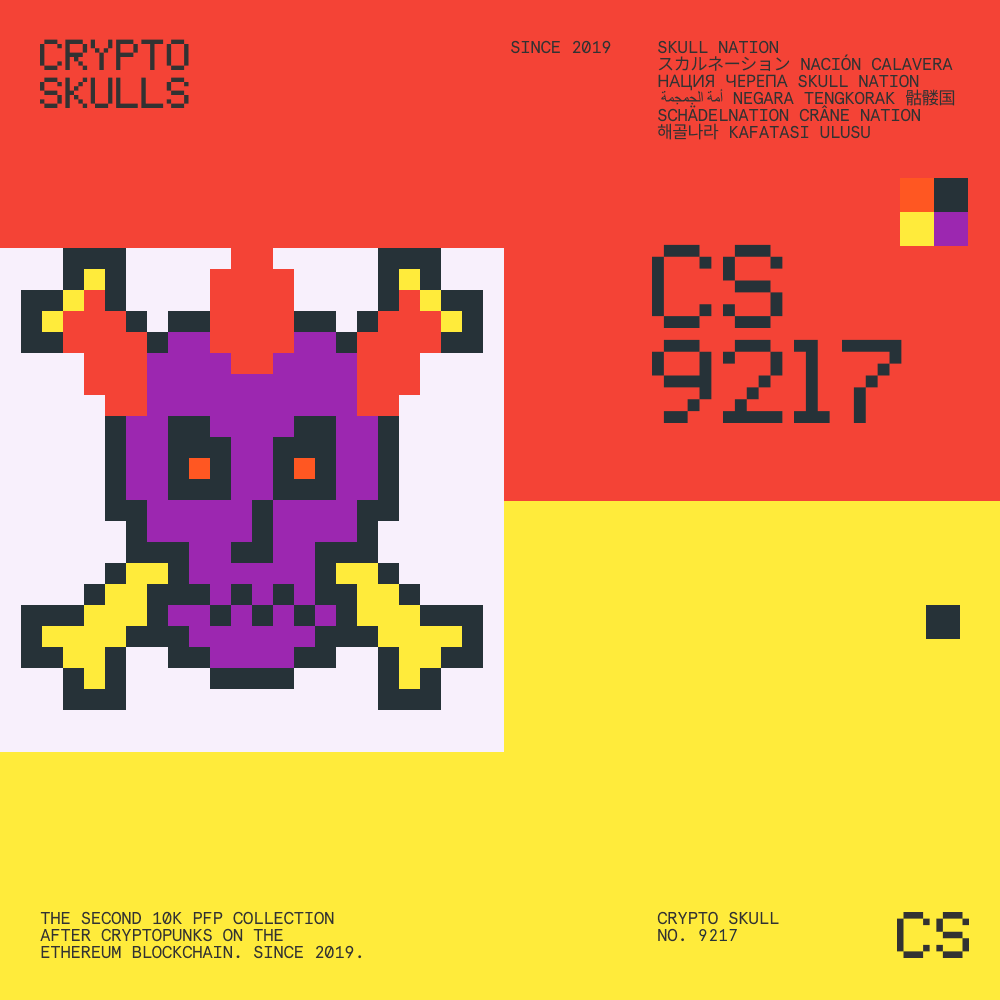 CRYPTO
SKULLS
SINCE 2019
SKULL NATION
スカルネーション NACIÓN CALAVERA
НАЦИЯ ЧЕРЕПА SKULL NATION
أمة الجمجمة NEGARA TENGKORAK 骷髅国
SCHÄDELNATION CRÂNE NATION
해골나라 KAFATASI ULUSU
CS
9217
THE SECOND 10K PFP COLLECTION
AFTER CRYPTOPUNKS ON THE
ETHEREUM BLOCKCHAIN. SINCE 2019.
CRYPTO SKULL
NO. 9217
CS